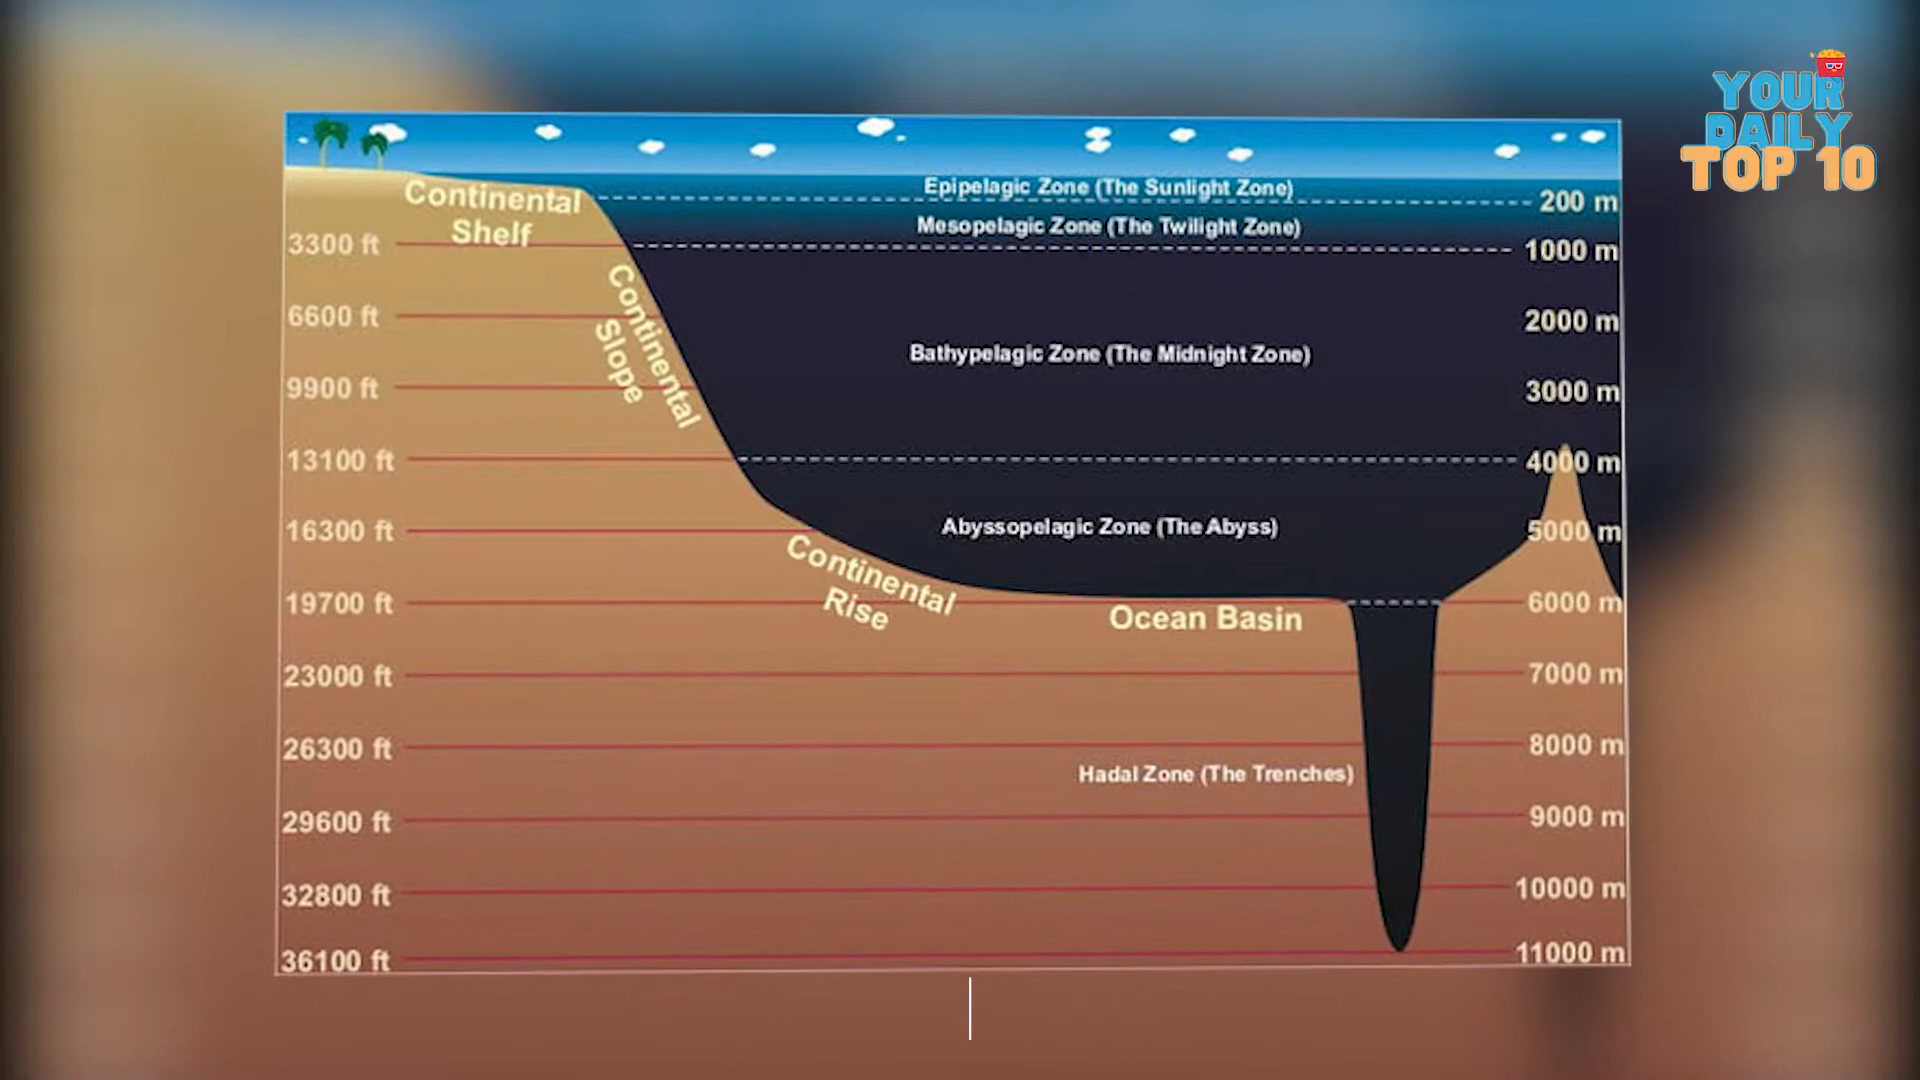 YOUR
DAILY
TOP 10
Epipelagic Zone (The Sunlight Zone)
200 m
Continental
Shelf
Mesopelagic Zone (The Twilight Zone)
3300 ft
1000 m
Continental
Slope
6600 ft
2000 m
Bathypelagic Zone (The Midnight Zone)
9900 ft
3000 m
13100 ft
4000 m
Abyssopelagic Zone (The Abyss)
16300 ft
5000 m
Continental
Rise
19700 ft
6000 m
Ocean Basin
23000 ft
7000 m
26300 ft
8000 m
Hadal Zone (The Trenches)
29600 ft
9000 m
32800 ft
10000 m
36100 ft
11000 m